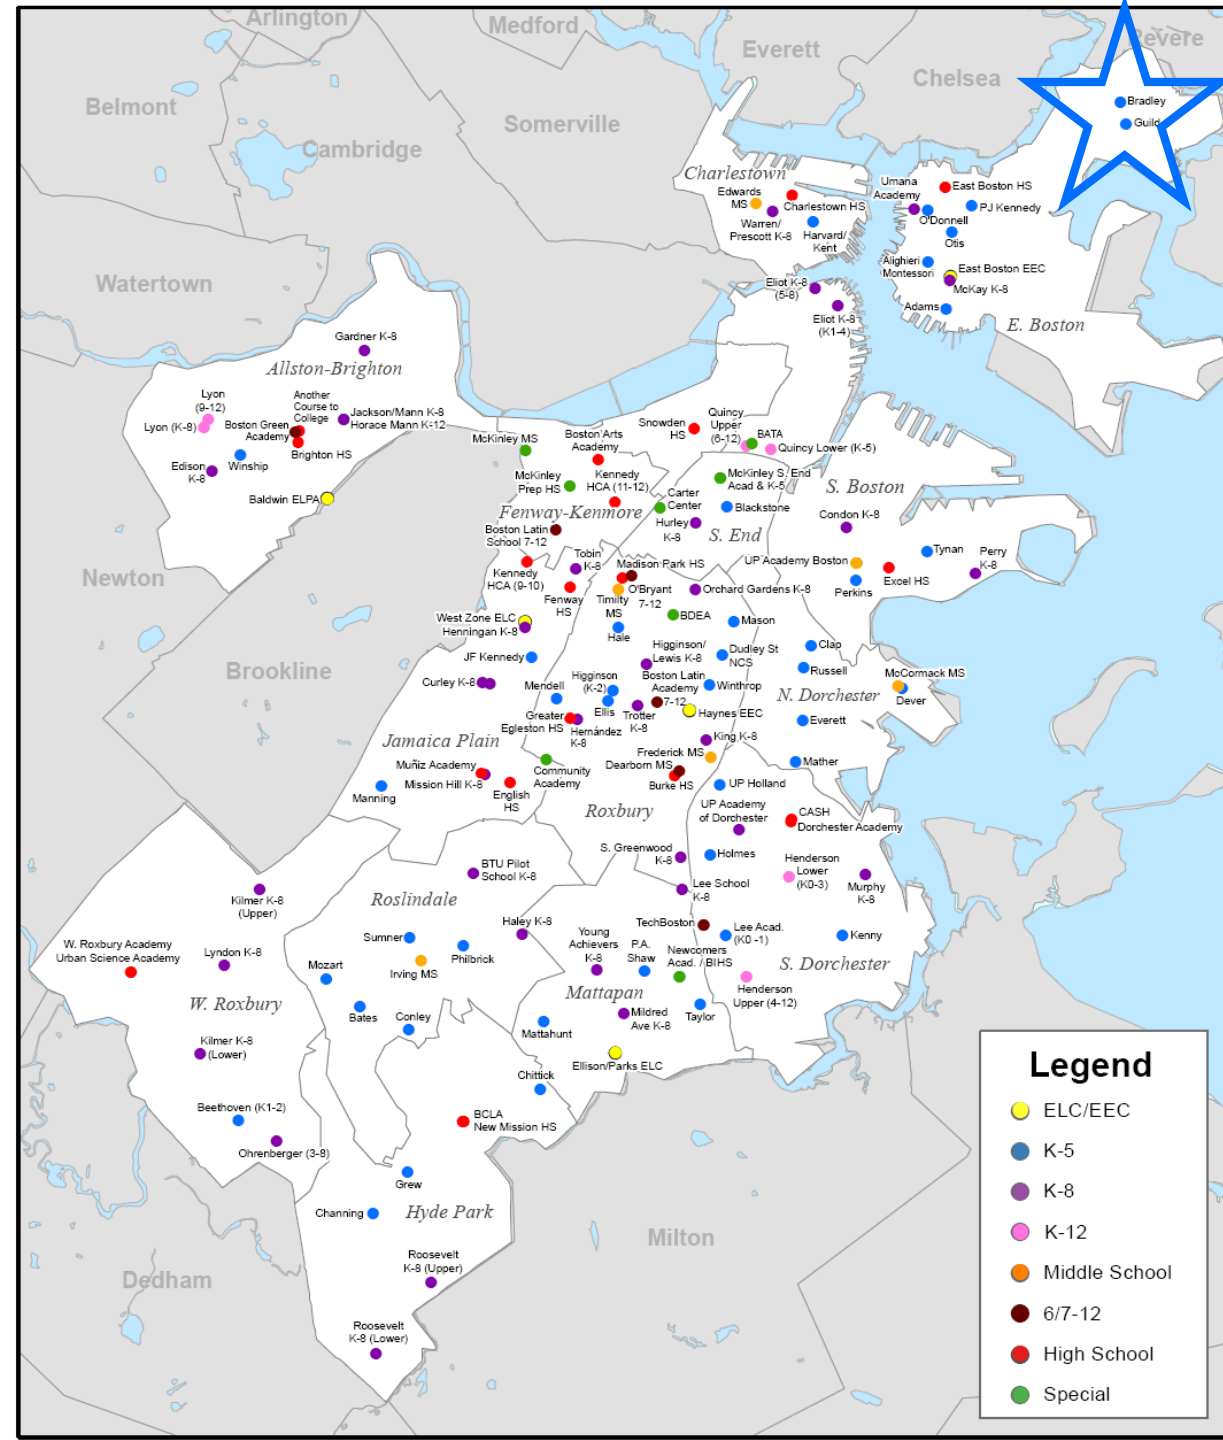 Arlington
Medford
Everett
Revere
Chelsea
Belmont
Somerville
Cambridge
Watertown
Newton
Brookline
Dedham
Milton
Bradley
Guild
Charlestown
Edwards
MS
Charlestown HS
Warren/
Prescott K-8
Harvard/
Kent
Umana
Academy
East Boston HS
PJ Kennedy
O'Donnell
Otis
Alighieri
Montessori
East Boston EEC
McKay K-8
Adams
E. Boston
Eliot K-8
(5-8)
Eliot K-8
(K1-4)
Gardner K-8
Allston-Brighton
Lyon
(9-12)
Lyon (K-8)
Another
Course to
College
Boston Green
Academy
Brighton HS
Jackson/Mann K-8
Horace Mann K-12
Edison
K-8
Winship
Baldwin ELPA
McKinley MS
Boston Arts
Academy
Snowden
HS
Quincy
Upper
(6-12)
BATA
Quincy Lower (K-5)
McKinley
Prep HS
Kennedy
HCA (11-12)
McKinley S. End
Acad & K-5
Carter
Center
Blackstone
Fenway-Kenmore
Hurley
K-8
S. End
Boston Latin
School 7-12
S. Boston
Condon K-8
Tynan
Perry
K-8
UP Academy Boston
Excel HS
Perkins
Kennedy
HCA (9-10)
Tobin
K-8
Fenway
HS
Madison Park HS
O'Bryant
7-12
Timilty
MS
Hale
Orchard Gardens K-8
BDEA
Mason
West Zone ELC
Henningan K-8
JF Kennedy
Higginson/
Lewis K-8
Dudley St
NCS
Clap
Russell
McCormack MS
Dever
N. Dorchester
Curley K-8
Mendell
Higginson
(K-2)
Ellis
Boston Latin
Academy
7-12
Winthrop
Trotter
K-8
Haynes EEC
Everett
Greater
Egleston HS
Hernández
K-8
King K-8
Jamaica Plain
Frederick MS
Dearborn MS
Burke HS
Mather
Muñiz Academy
Mission Hill K-8
English
HS
Community
Academy
Manning
UP Holland
Roxbury
UP Academy
of Dorchester
CASH
Dorchester Academy
S. Greenwood
K-8
Holmes
Henderson
Lower
(K0-3)
Murphy
K-8
Lee School
K-8
BTU Pilot
School K-8
Kilmer K-8
(Upper)
Roslindale
Haley K-8
TechBoston
Lee Acad.
(K0 -1)
Kenny
W. Roxbury Academy
Urban Science Academy
Lyndon K-8
Sumner
Irving MS
Philbrick
Young
Achievers
K-8
P.A.
Shaw
Newcomers
Acad. / BIHS
S. Dorchester
Henderson
Upper (4-12)
Mozart
Mattapan
W. Roxbury
Bates
Conley
Mattahunt
Mildred
Ave K-8
Taylor
Kilmer K-8
(Lower)
Ellison/Parks ELC
Chittick
Beethoven (K1-2)
BCLA
New Mission HS
Ohrenberger (3-8)
Grew
Channing
Hyde Park
Roosevelt
K-8 (Upper)
Roosevelt
K-8 (Lower)
Legend
ELC/EEC
K-5
K-8
K-12
Middle School
6/7-12
High School
Special